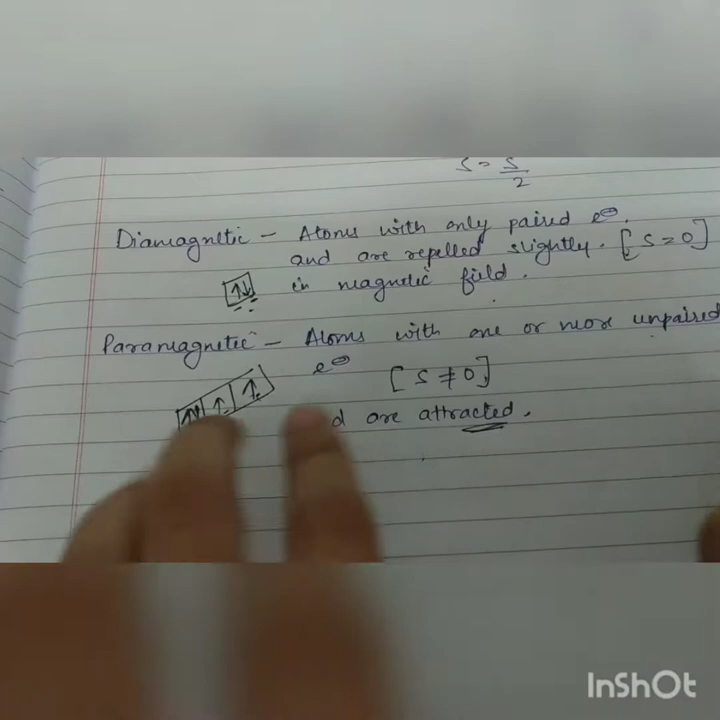 S = 5/2
Diamagnetic - Atoms with only paired e⊖.
and are repelled slightly. [S=0]
↑↓ in magnetic field.
Paramagnetic - Atoms with one or more unpaired
e⊖ [S≠0]
↑↓ ↑ ↑
d are attracted.
InShOt